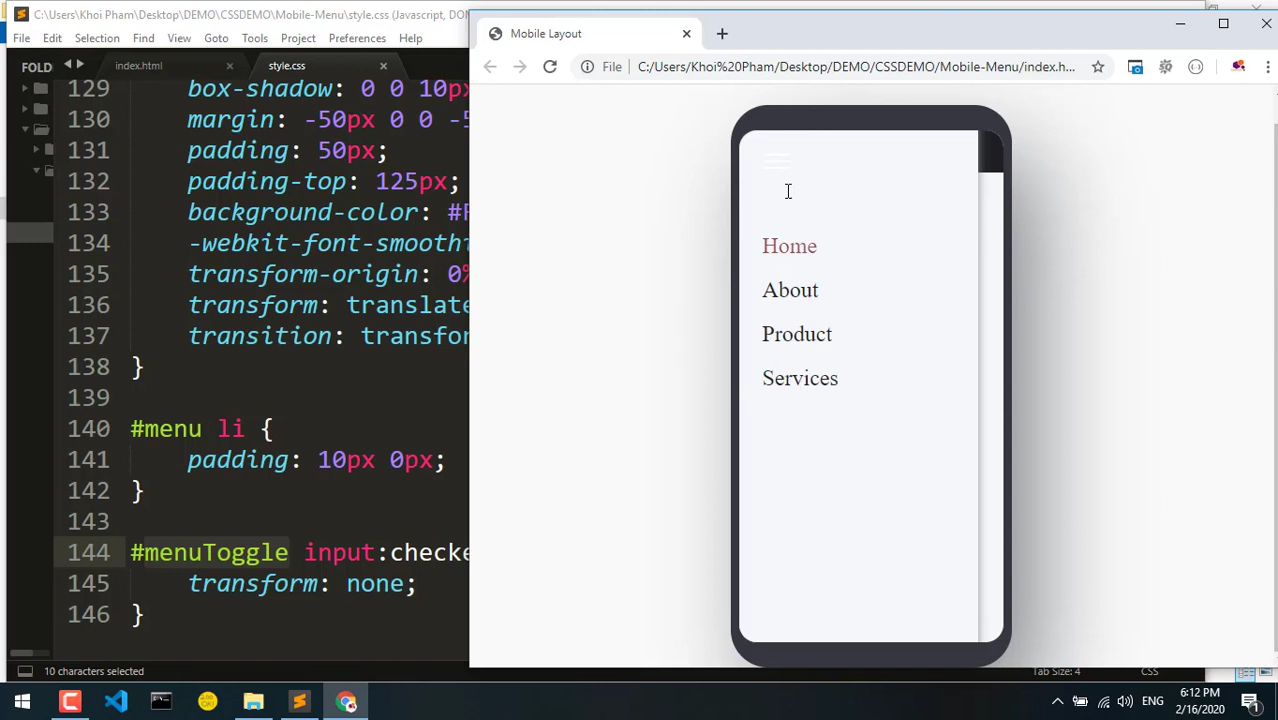 C:\Users\Khoi Pham\Desktop\DEMO\CSSDEMO\Mobile-Menu\style.css (Javascript, DOM
File Edit Selection Find View Goto Tools Project Preferences Help
FOLD
index.html
style.css
129 box-shadow: 0 0 10px
130 margin: -50px 0 0 -5
131 padding: 50px;
132 padding-top: 125px;
133 background-color: #F
134 -webkit-font-smoothi
135 transform-origin: 0%
136 transform: translate
137 transition: transfor
138 }
139
140 #menu li {
141 padding: 10px 0px;
142 }
143
144 #menuToggle input:checke
145 transform: none;
146 }
10 characters selected
Tab Size: 4
CSS
Mobile Layout
File C:/Users/Khoi%20Pham/Desktop/DEMO/CSSDEMO/Mobile-Menu/index.h...
Home
About
Product
Services
ENG
6:12 PM
2/16/2020
1